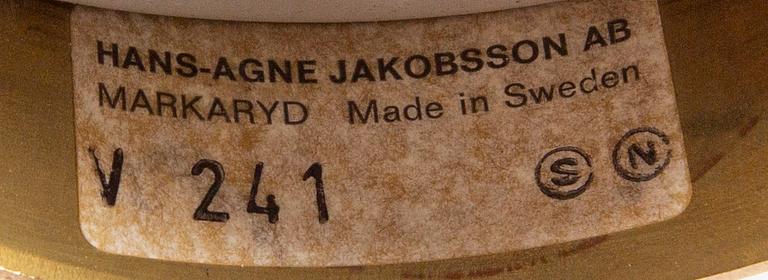 HANS-AGNE JAKOBSSON AB
MARKARYD Made in Sweden
V 241 S N